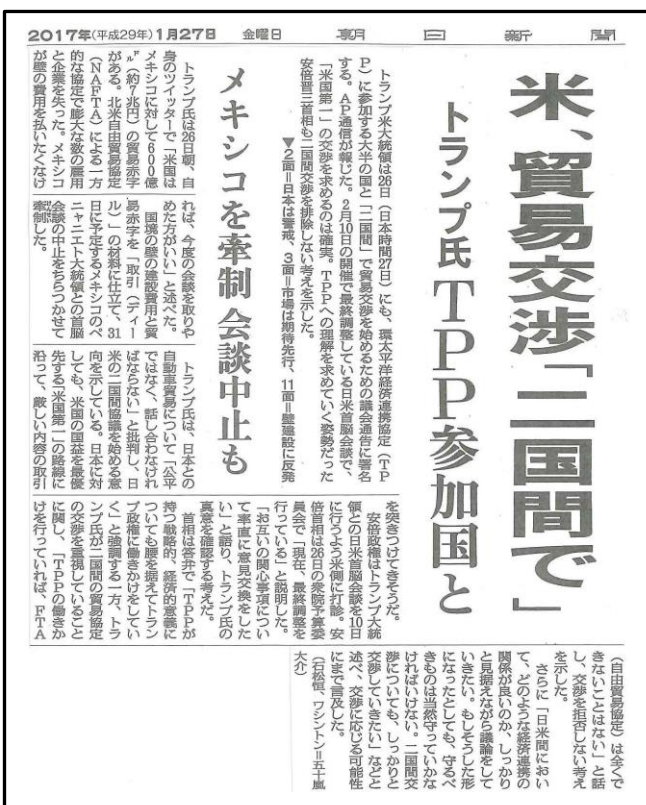 2017年(平成29年)1月27日 金曜日 朝日新聞
米、貿易交渉「二国間で」
トランプ氏TPP参加国と
　トランプ米大統領は26日（日本時間27日）にも、環太平洋経済連携協定（TP
P）に参加する大半の国と「二国間」で貿易交渉を始めるための議会通告に署名
する。AP通信が報じた。2月10日の開催で最終調整している日米首脳会談で、
「米国第一」の交渉を求めるのは確実。TPPへの理解を求めていく姿勢だった
安倍晋三首相も二国間交渉を排除しない考えを示した。
▼2面＝日本は警戒、3面＝市場は期待先行、11面＝壁建設に反発
メキシコを牽制 会談中止も
　トランプ氏は26日朝、自
身のツイッターで「米国は
メキシコに対して600億
ドル（約7兆円）の貿易赤字
がある。北米自由貿易協定
（NAFTA）による一方
的な協定で膨大な数の雇用
と企業を失った。メキシコ
が壁の費用を払いたくなけ
れば、今度の会談を取りや
めた方がいい」と述べた。
　国境の壁の建設費用と貿
易赤字を「取引（ディー
ル）」の材料に仕立て、31
日に予定するメキシコのペ
ニャニエト大統領との首脳
会談の中止をちらつかせて
牽制した。
　トランプ氏は、日本との
自動車貿易について「公平
ではなく、話し合わなけれ
ばならない」と批判し、日
米の二国間協議を始める意
向を示している。日本に対
しても、米国の国益を最優
先する「米国第一」の路線に
沿って、厳しい内容の取引
を突きつけてきそうだ。
　安倍政権はトランプ大統
領との日米首脳会談を10日
に行うよう米側に打診。安
倍首相は26日の衆院予算委
員会で、「現在、最終調整を
行っている」と説明した。
「お互いの関心事項につい
て率直に意見交換をした
い」と語り、トランプ氏の
真意を確認する考えだ。
　首相は答弁で「TPPが
持つ戦略的、経済的意義に
ついても腰を据えてトラン
プ政権に働きかけをしてい
く」と強調する一方、トラ
ンプ氏が二国間の貿易協定
の交渉を重視していること
に関し、「TPPの働きか
けを行っていれば、FTA
（自由貿易協定）は全くで
きないことはない」と話
し、交渉を拒否しない考え
を示した。
　さらに「日米間におい
て、どのような経済連携の
関係が良いのか、しっかり
と見据えながら議論をして
いきたい。もしそうした形
になったとしても、守るべ
きものは当然守っていかな
ければいけない。二国間交
渉についても、しっかりと
交渉していきたい」などと
述べ、交渉に応じる可能性
にまで言及した。
（石松恒、ワシントン＝五十嵐
大介）